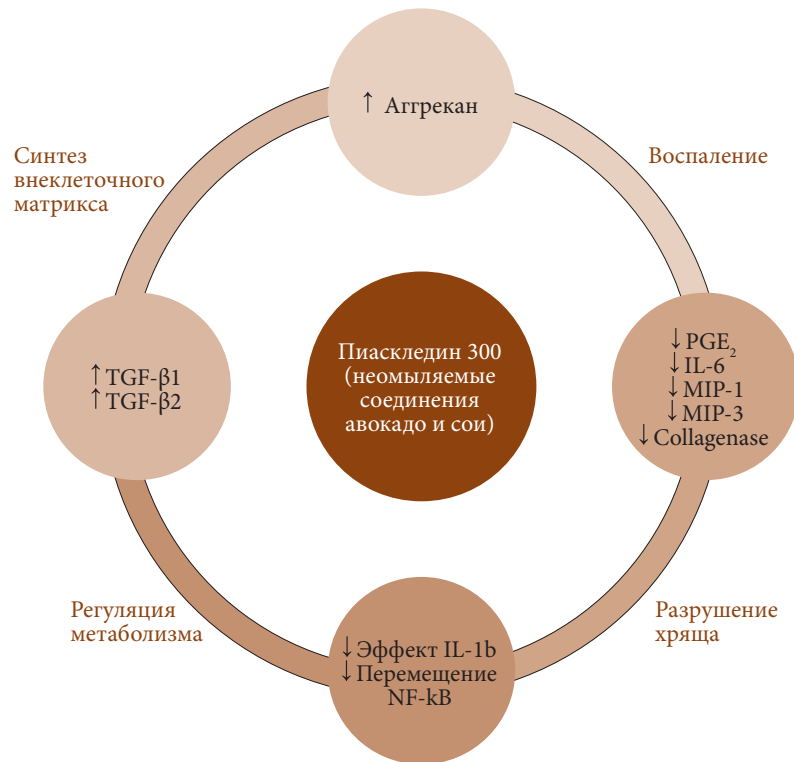 ↑ Аггрекан
Синтез
внеклеточного
матрикса
Воспаление
↑ TGF-β1
↑ TGF-β2
Пиаскледин 300
(неомыляемые
соединения
авокадо и сои)
↓ PGE₂
↓ IL-6
↓ MIP-1
↓ MIP-3
↓ Collagenase
Регуляция
метаболизма
Разрушение
хряща
↓ Эффект IL-1b
↓ Перемещение
NF-kB